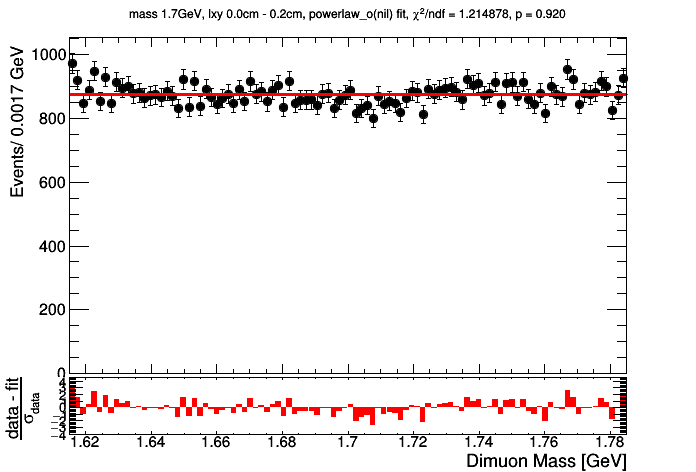 mass 1.7GeV, lxy 0.0cm - 0.2cm, powerlaw_o(nil) fit, χ²/ndf = 1.214878, p = 0.920
Events/ 0.0017 GeV
1000
800
600
400
200
0
data - fit
σdata
4
3
2
1
0
−1
−2
−3
−4
1.62 1.64 1.66 1.68 1.7 1.72 1.74 1.76 1.78
Dimuon Mass [GeV]